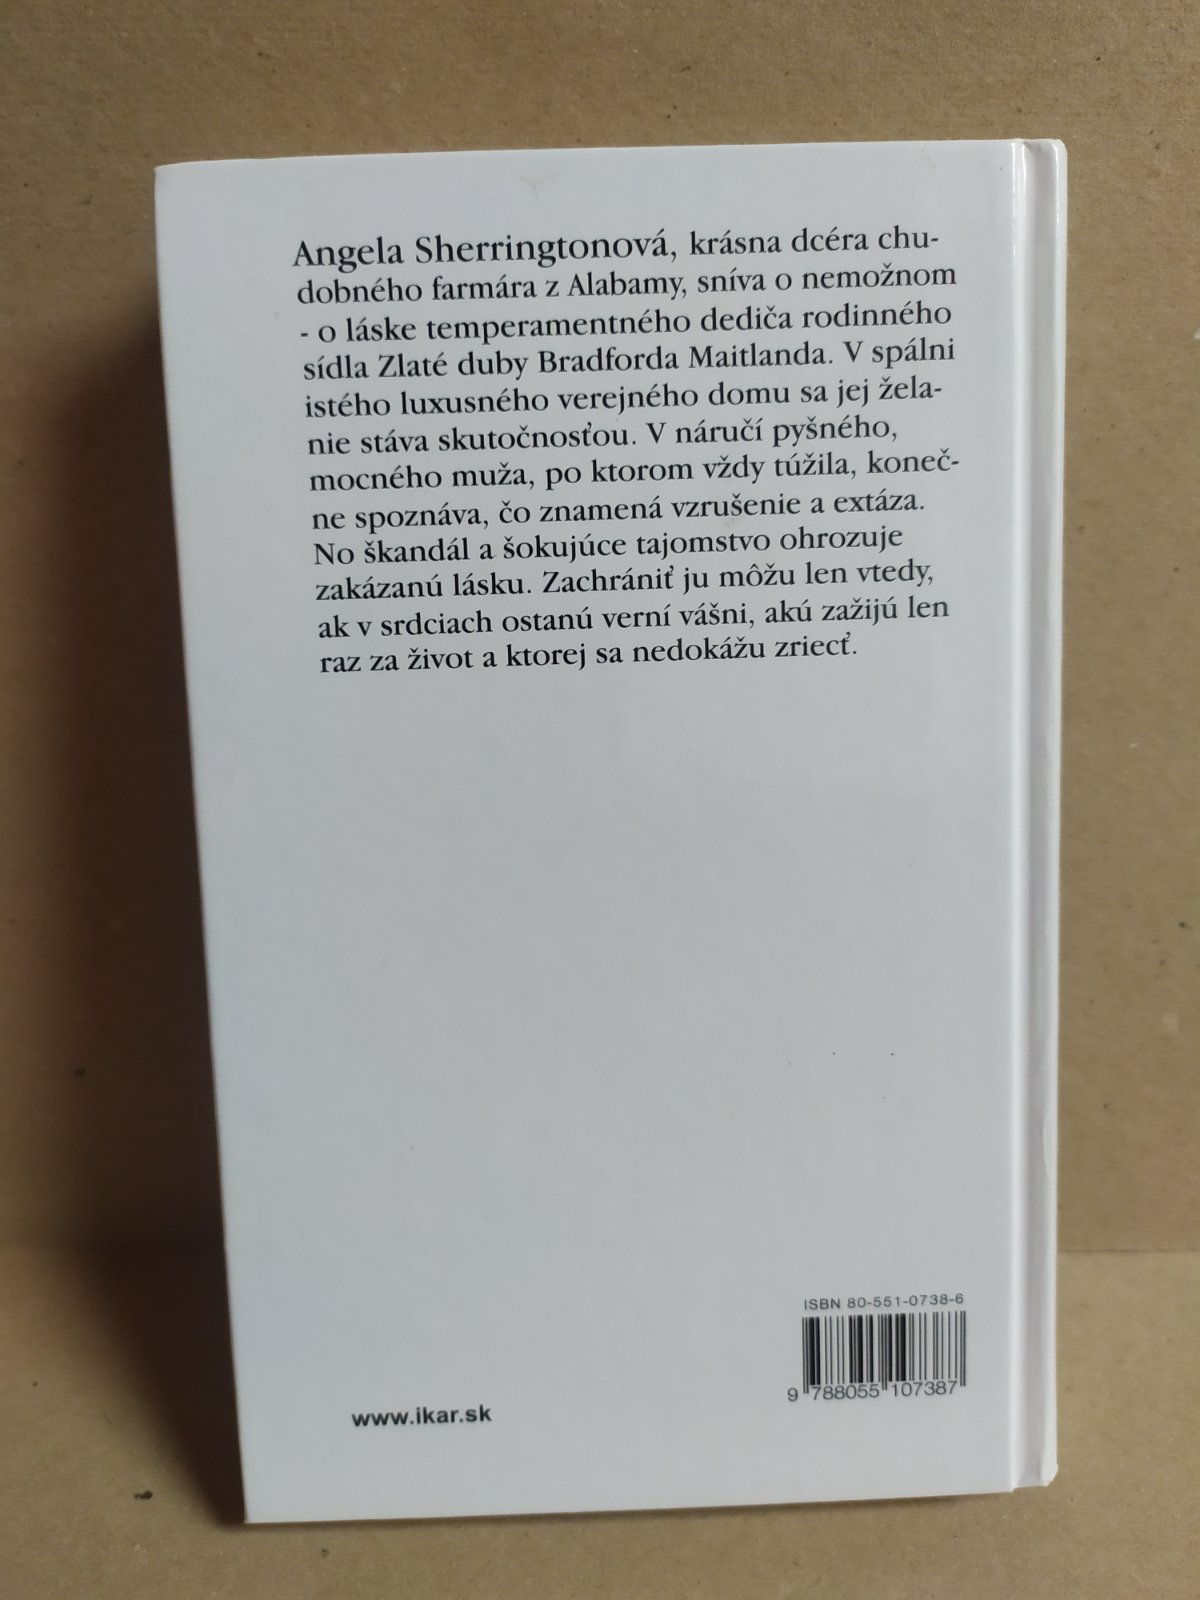 Angela Sherringtonová, krásna dcéra chu-
dobného farmára z Alabamy, sníva o nemožnom
- o láske temperamentného dediča rodinného
sídla Zlaté duby Bradforda Maitlanda. V spálni
istého luxusného verejného domu sa jej žela-
nie stáva skutočnosťou. V náručí pyšného,
mocného muža, po ktorom vždy túžila, koneč-
ne spoznáva, čo znamená vzrušenie a extáza.
No škandál a šokujúce tajomstvo ohrozuje
zakázanú lásku. Zachrániť ju môžu len vtedy,
ak v srdciach ostanú verní vášni, akú zažijú len
raz za život a ktorej sa nedokážu zriecť.
ISBN 80-551-0738-6
9 788055 107387
www.ikar.sk